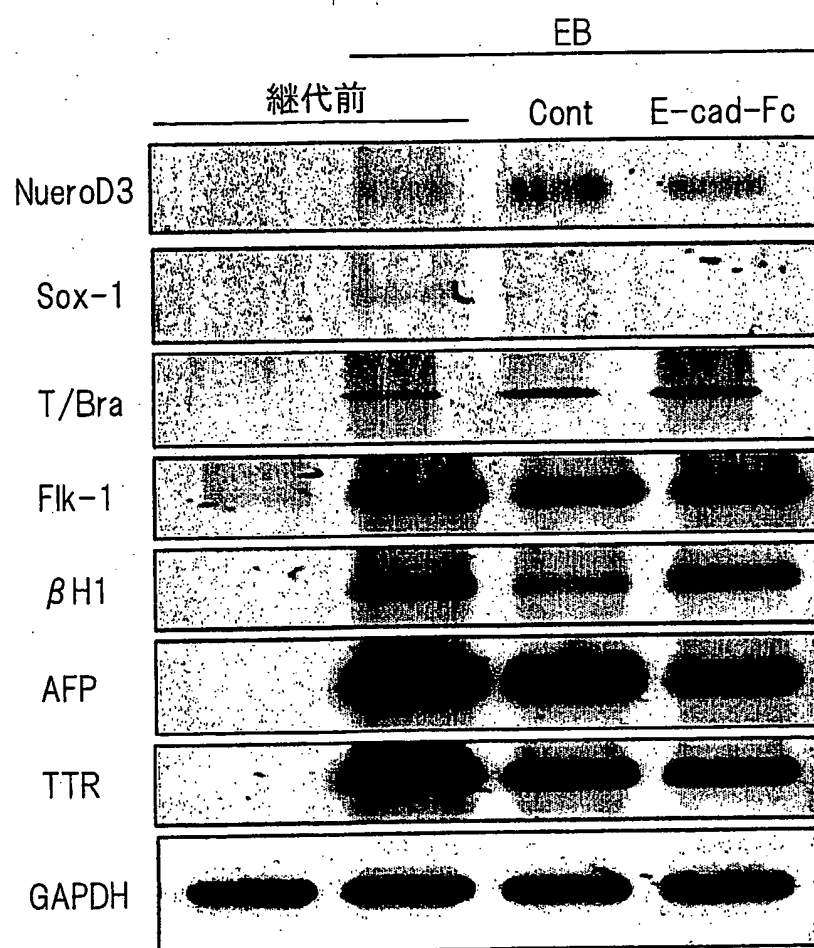 EB
継代前
Cont E-cad-Fc
NueroD3
Sox-1
T/Bra
Flk-1
βH1
AFP
TTR
GAPDH